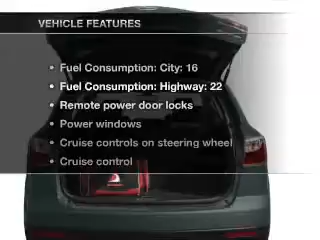 VEHICLE FEATURES
• Fuel Consumption: City: 16
• Fuel Consumption: Highway: 22
• Remote power door locks
• Power windows
• Cruise controls on steering wheel
• Cruise control